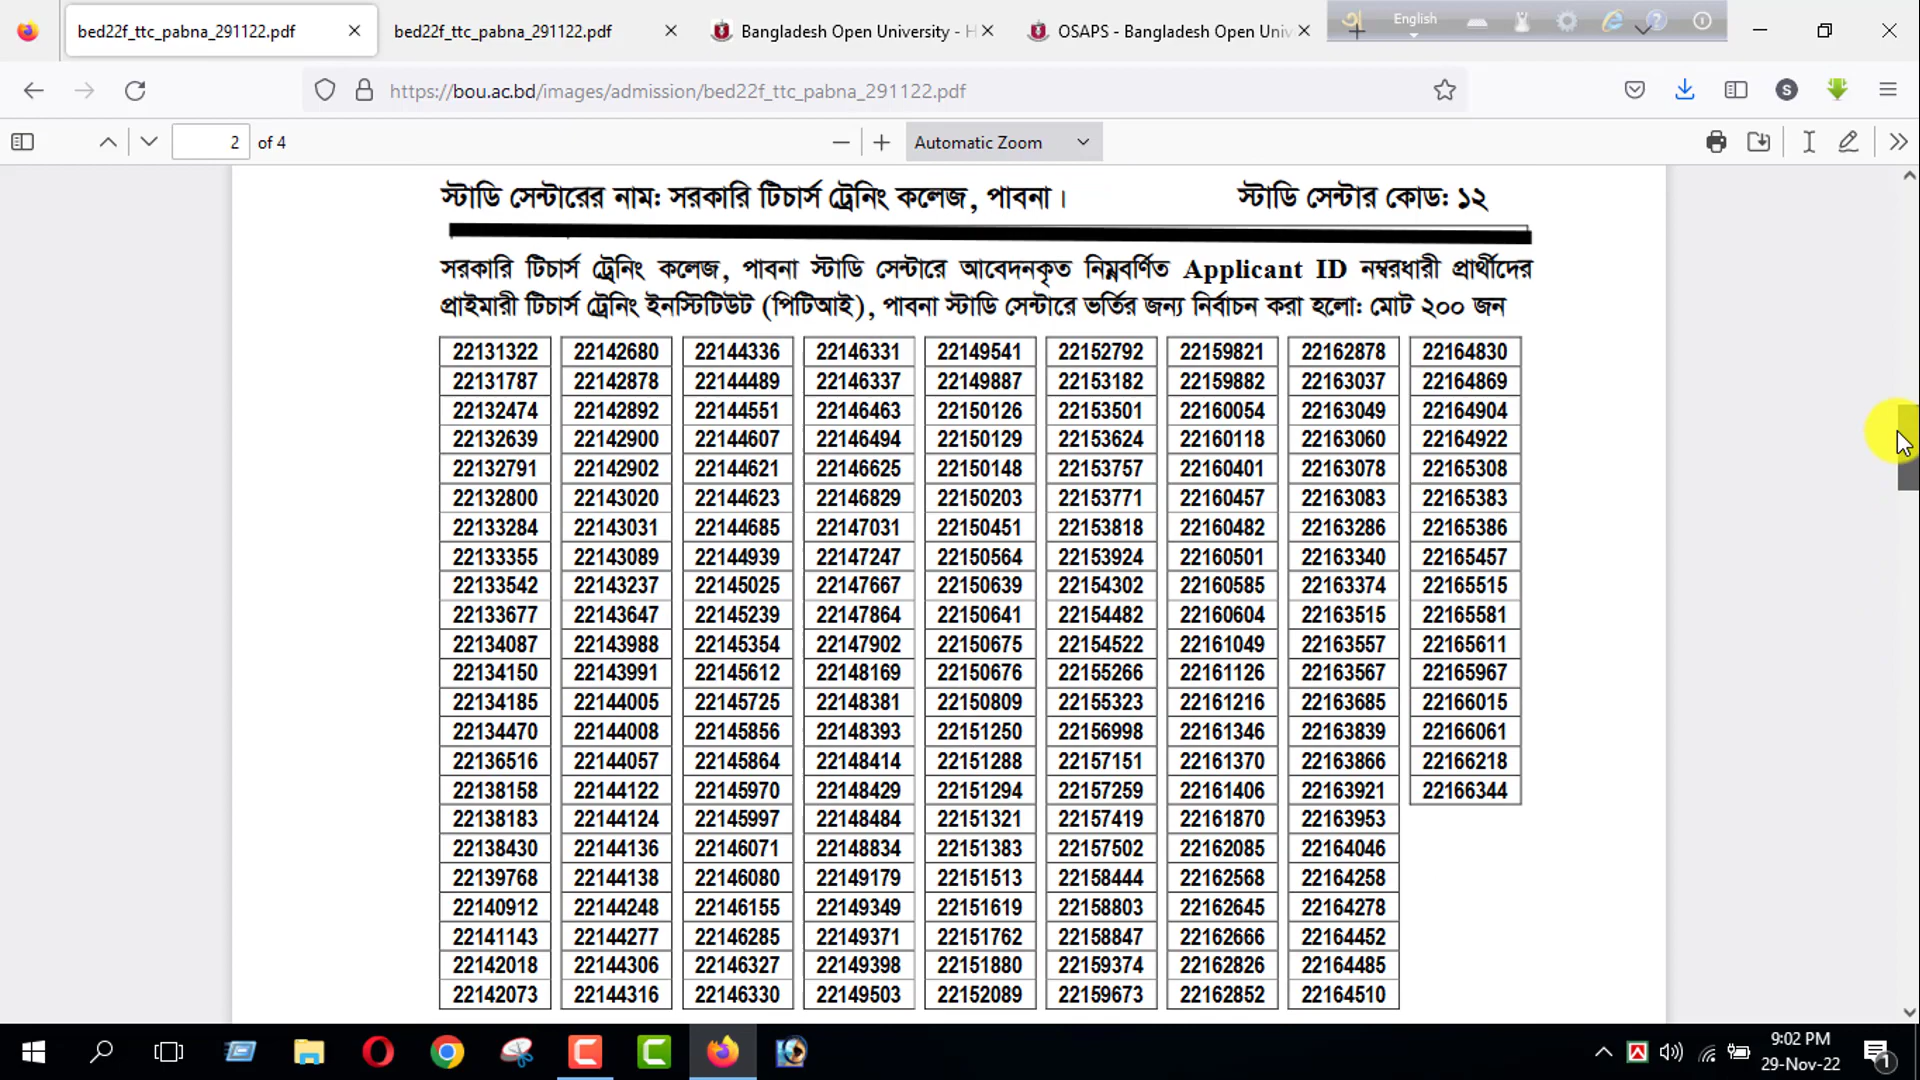 bed22f_ttc_pabna_291122.pdf
bed22f_ttc_pabna_291122.pdf
Bangladesh Open University - H
OSAPS - Bangladesh Open Univ
English
https://bou.ac.bd/images/admission/bed22f_ttc_pabna_291122.pdf
S
2 of 4
Automatic Zoom
স্টাডি সেন্টারের নাম: সরকারি টিচার্স ট্রেনিং কলেজ, পাবনা। স্টাডি সেন্টার কোড: ১২
সরকারি টিচার্স ট্রেনিং কলেজ, পাবনা স্টাডি সেন্টারে আবেদনকৃত নিম্নবর্ণিত Applicant ID নম্বরধারী প্রার্থীদের
প্রাইমারী টিচার্স ট্রেনিং ইনস্টিটিউট (পিটিআই), পাবনা স্টাডি সেন্টারে ভর্তির জন্য নির্বাচন করা হলো: মোট ২০০ জন
22131322 22142680 22144336 22146331 22149541 22152792 22159821 22162878 22164830
22131787 22142878 22144489 22146337 22149887 22153182 22159882 22163037 22164869
22132474 22142892 22144551 22146463 22150126 22153501 22160054 22163049 22164904
22132639 22142900 22144607 22146494 22150129 22153624 22160118 22163060 22164922
22132791 22142902 22144621 22146625 22150148 22153757 22160401 22163078 22165308
22132800 22143020 22144623 22146829 22150203 22153771 22160457 22163083 22165383
22133284 22143031 22144685 22147031 22150451 22153818 22160482 22163286 22165386
22133355 22143089 22144939 22147247 22150564 22153924 22160501 22163340 22165457
22133542 22143237 22145025 22147667 22150639 22154302 22160585 22163374 22165515
22133677 22143647 22145239 22147864 22150641 22154482 22160604 22163515 22165581
22134087 22143988 22145354 22147902 22150675 22154522 22161049 22163557 22165611
22134150 22143991 22145612 22148169 22150676 22155266 22161126 22163567 22165967
22134185 22144005 22145725 22148381 22150809 22155323 22161216 22163685 22166015
22134470 22144008 22145856 22148393 22151250 22156998 22161346 22163839 22166061
22136516 22144057 22145864 22148414 22151288 22157151 22161370 22163866 22166218
22138158 22144122 22145970 22148429 22151294 22157259 22161406 22163921 22166344
22138183 22144124 22145997 22148484 22151321 22157419 22161870 22163953
22138430 22144136 22146071 22148834 22151383 22157502 22162085 22164046
22139768 22144138 22146080 22149179 22151513 22158444 22162568 22164258
22140912 22144248 22146155 22149349 22151619 22158803 22162645 22164278
22141143 22144277 22146285 22149371 22151762 22158847 22162666 22164452
22142018 22144306 22146327 22149398 22151880 22159374 22162826 22164485
22142073 22144316 22146330 22149503 22152089 22159673 22162852 22164510
9:02 PM
29-Nov-22
1